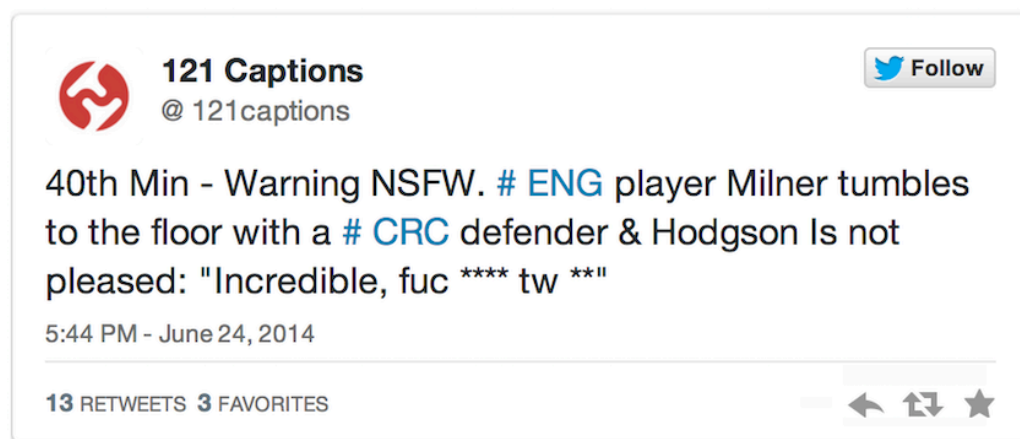 121 Captions
@ 121captions
Follow
40th Min - Warning NSFW. # ENG player Milner tumbles
to the floor with a # CRC defender & Hodgson Is not
pleased: "Incredible, fuc **** tw **"
5:44 PM - June 24, 2014
13 RETWEETS 3 FAVORITES